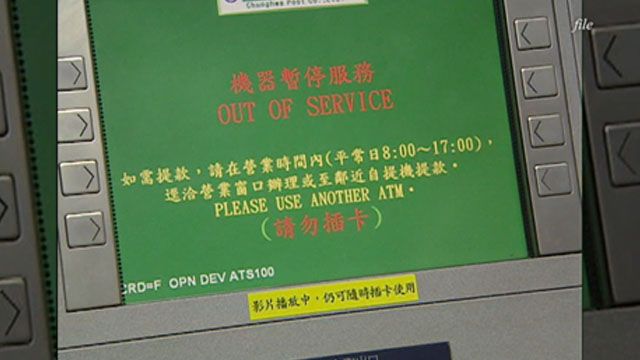 file
Chunghwa Post Co., Ltd.
機器暫停服務
OUT OF SERVICE
如需提款，請在營業時間內(平常日8:00～17:00)，
逕洽營業窗口辦理或至鄰近自提機提款。
PLEASE USE ANOTHER ATM。
(請勿插卡)
CRD=F OPN DEV ATS100
影片播放中，仍可隨時插卡使用